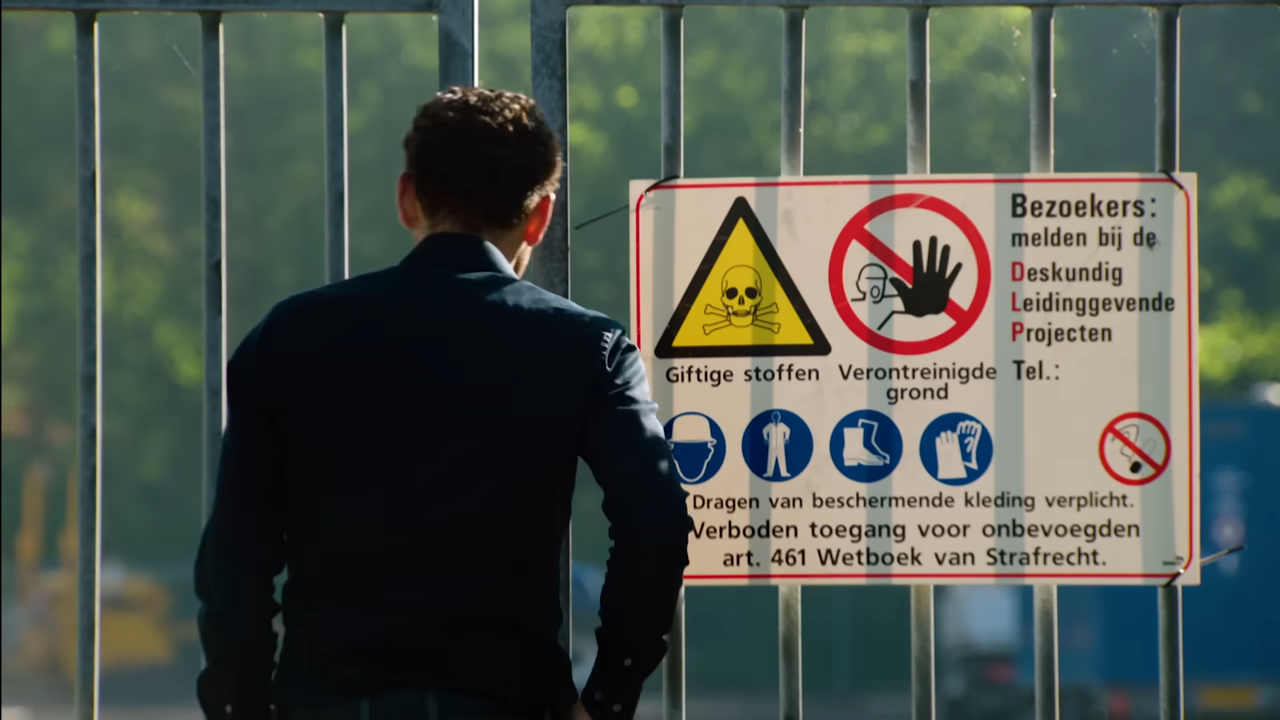 Bezoekers:
melden bij de
Deskundig
Leidinggevende
Projecten
Tel.:
Giftige stoffen
Verontreinigde
grond
Dragen van beschermende kleding verplicht.
Verboden toegang voor onbevoegden
art. 461 Wetboek van Strafrecht.